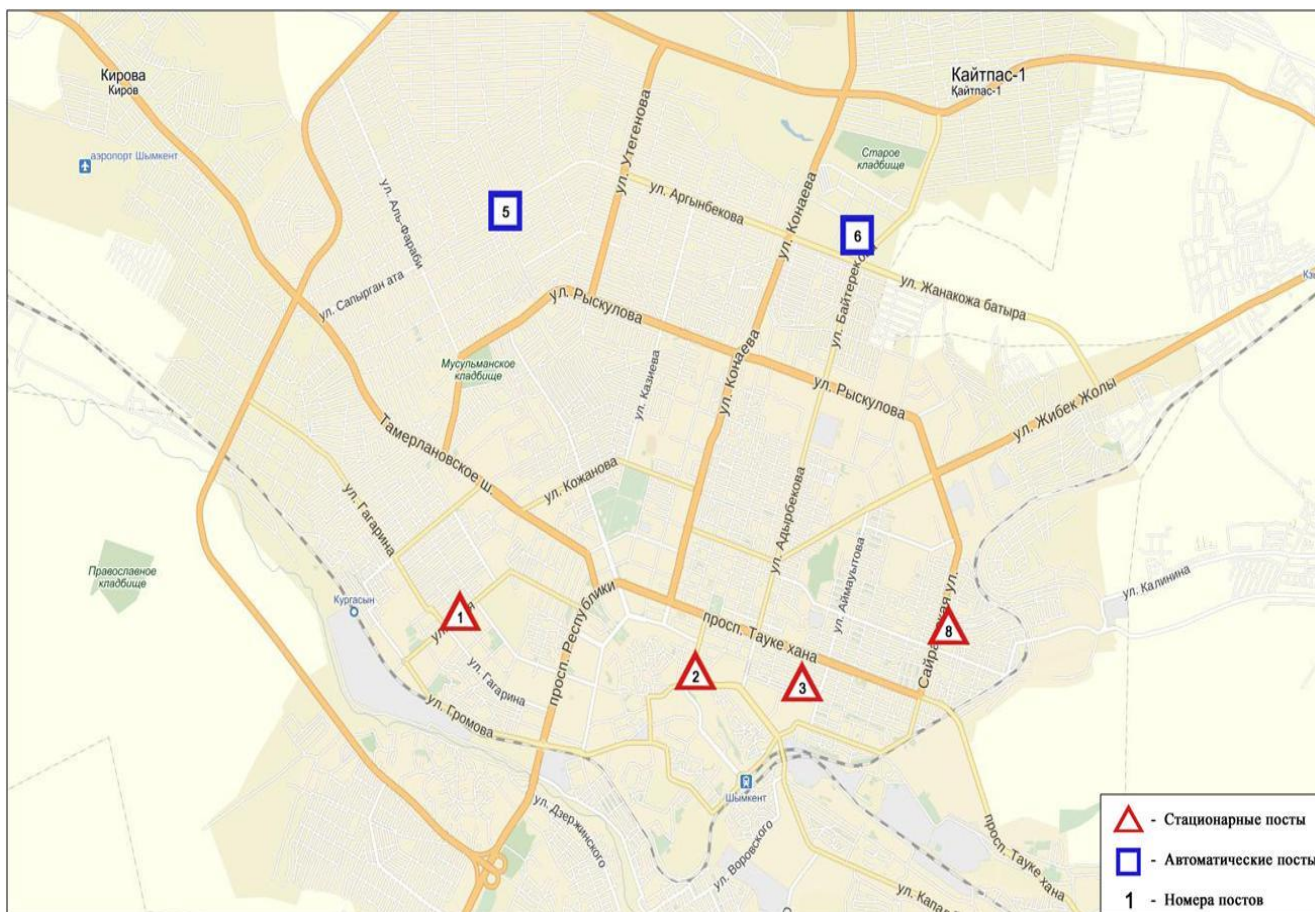 Кирова
Киров
Кайтпас-1
Қайтпас-1
аэропорт Шымкент
ул. Утегенова
Старое
кладбище
ул. Аль-Фараби
ул. Аргынбекова
ул. Конаева
5
6
ул. Байтерекова
ул. Жанакожа батыра
ул. Сапырган ата
ул. Рыскулова
Мусульманское
кладбище
ул. Казиева
ул. Конаева
ул. Рыскулова
ул. Жибек Жолы
Тамерлановское ш.
ул. Кожанова
ул. Гагарина
ул. Адырбекова
ул. Аймауытова
Православное
кладбище
Кургасын
ул. Калинина
просп. Республики
просп. Тауке хана
1
2
3
8
ул. Гагарина
ул. Громова
Шымкент
ул. Дзержинского
ул. Воровского
просп. Тауке хана
- Стационарные посты
- Автоматические посты
1 - Номера постов